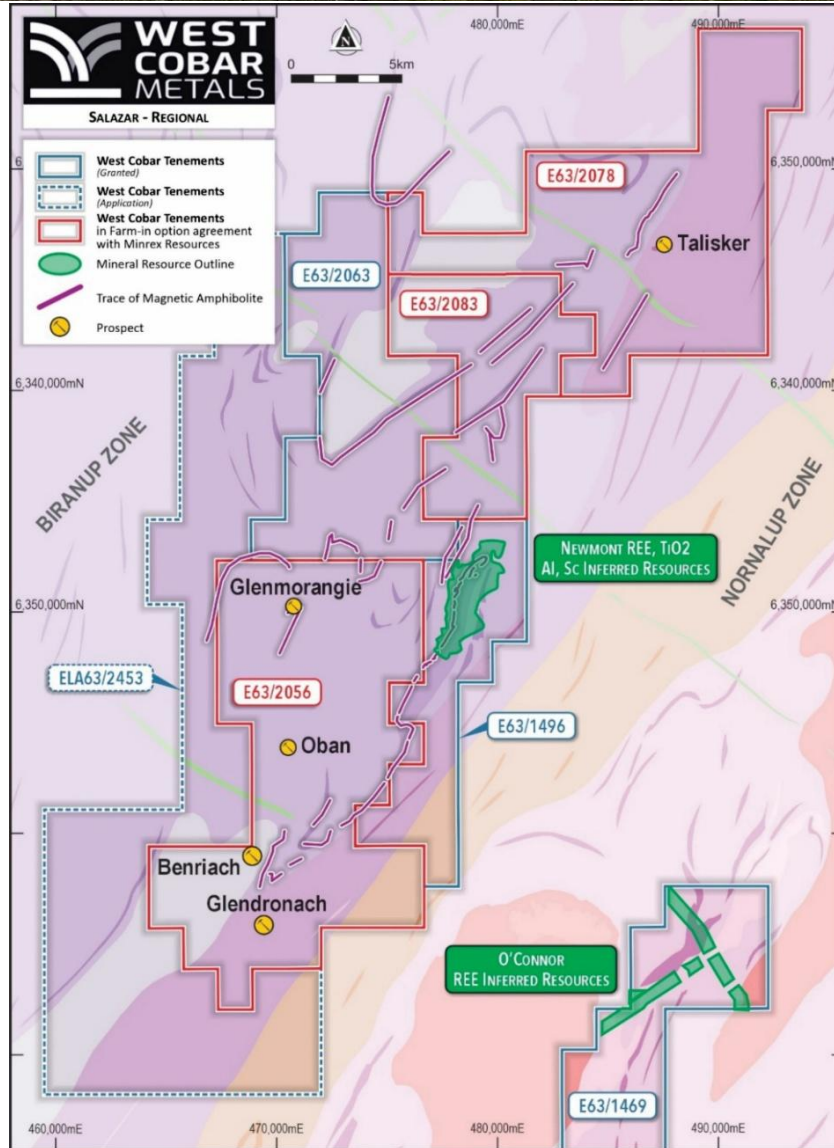 WEST
COBAR
METALS
SALAZAR - REGIONAL
N
0 5km
480,000mE
490,000mE
West Cobar Tenements
(Granted)
West Cobar Tenements
(Application)
West Cobar Tenements
in Farm-in option agreement
with Minrex Resources
Mineral Resource Outline
Trace of Magnetic Amphibolite
Prospect
6,350,000mN
E63/2078
Talisker
E63/2063
E63/2083
6,340,000mN
6,340,000mN
BIRANUP ZONE
NORNALUP ZONE
NEWMONT REE, TIO2
AL, SC INFERRED RESOURCES
Glenmorangie
6,350,000mN
6,350,000mN
ELA63/2453
E63/2056
E63/1496
Oban
Benriach
Glendronach
O'CONNOR
REE INFERRED RESOURCES
E63/1469
460,000mE
470,000mE
480,000mE
490,000mE